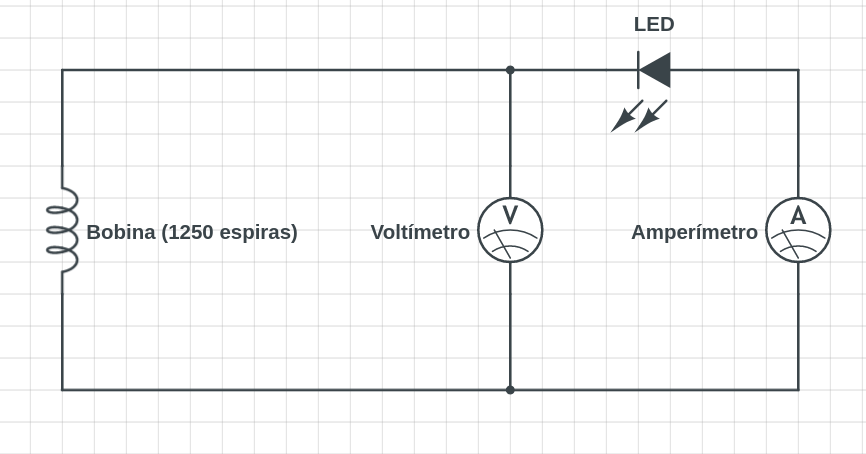 LED
V
A
Bobina (1250 espiras)
Voltímetro
Amperímetro